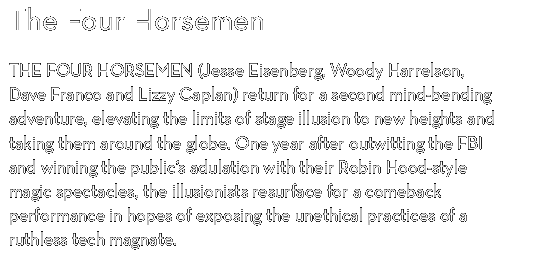 The Four Horsemen
THE FOUR HORSEMEN (Jesse Eisenberg, Woody Harrelson,
Dave Franco and Lizzy Caplan) return for a second mind-bending
adventure, elevating the limits of stage illusion to new heights and
taking them around the globe. One year after outwitting the FBI
and winning the public's adulation with their Robin Hood-style
magic spectacles, the illusionists resurface for a comeback
performance in hopes of exposing the unethical practices of a
ruthless tech magnate.